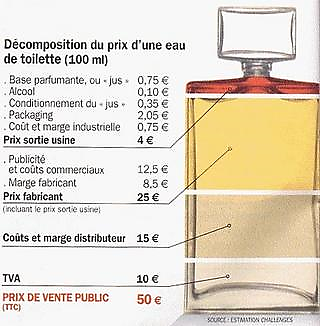 Décomposition du prix d'une eau
de toilette (100 ml)
. Base parfumante, ou « jus » 0,75 €
. Alcool 0,10 €
. Conditionnement du « jus » 0,35 €
. Packaging 2,05 €
. Coût et marge industrielle 0,75 €
Prix sortie usine 4 €
. Publicité
et coûts commerciaux 12,5 €
. Marge fabricant 8,5 €
Prix fabricant 25 €
(incluant le prix sortie usine)
Coûts et marge distributeur 15 €
TVA 10 €
PRIX DE VENTE PUBLIC 50 €
(TTC)
SOURCE : ESTIMATION CHALLENGES